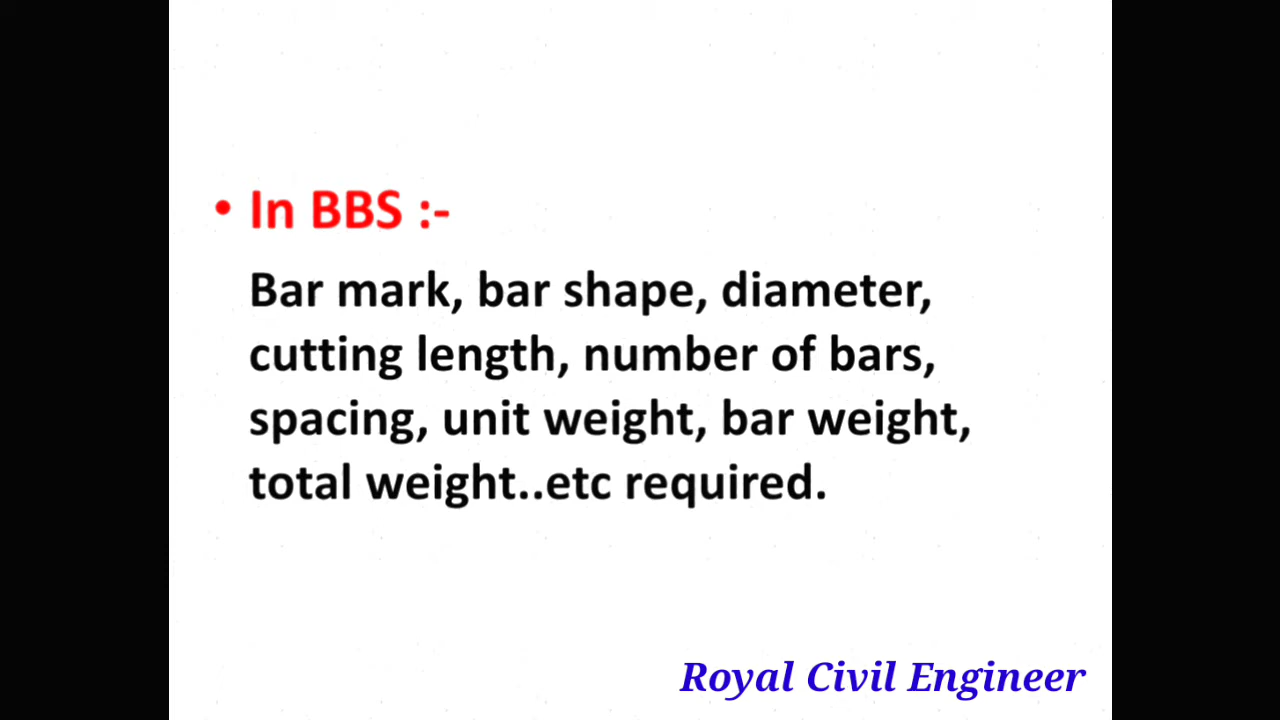 • In BBS :-
Bar mark, bar shape, diameter,
cutting length, number of bars,
spacing, unit weight, bar weight,
total weight..etc required.
Royal Civil Engineer